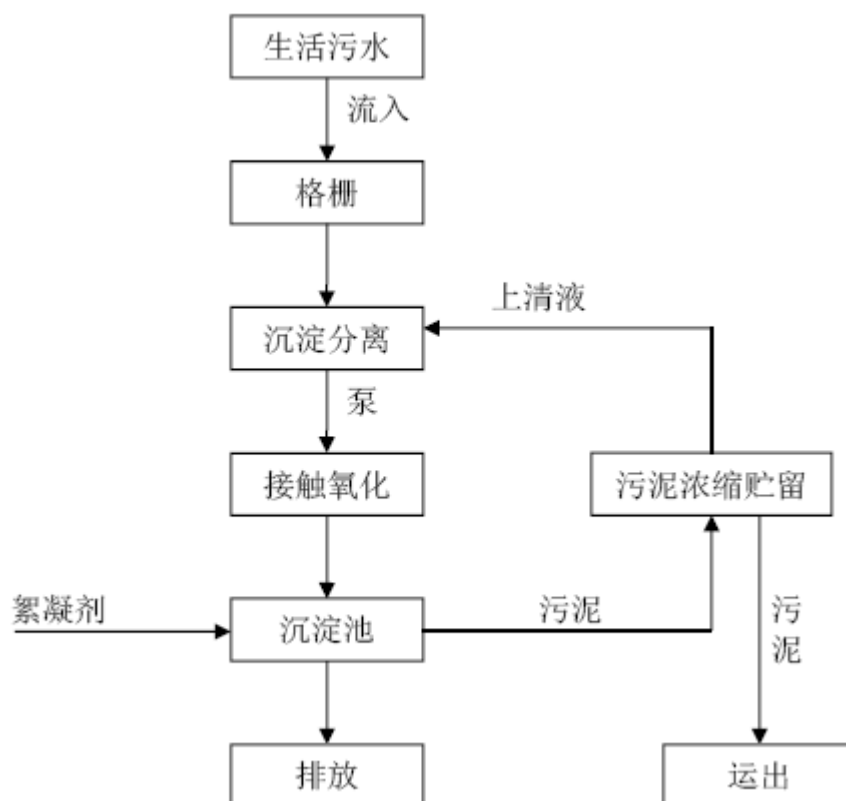 生活污水
流入
格栅
上清液
沉淀分离
泵
接触氧化
污泥浓缩贮留
絮凝剂
沉淀池
污泥
污
泥
排放
运出